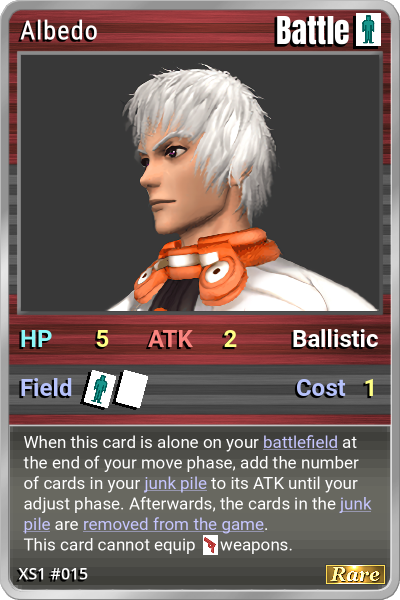 Albedo Battle
HP 5 ATK 2 Ballistic
Field Cost 1
When this card is alone on your battlefield at
the end of your move phase, add the number
of cards in your junk pile to its ATK until your
adjust phase. Afterwards, the cards in the junk
pile are removed from the game.
This card cannot equip weapons.
XS1 #015 Rare